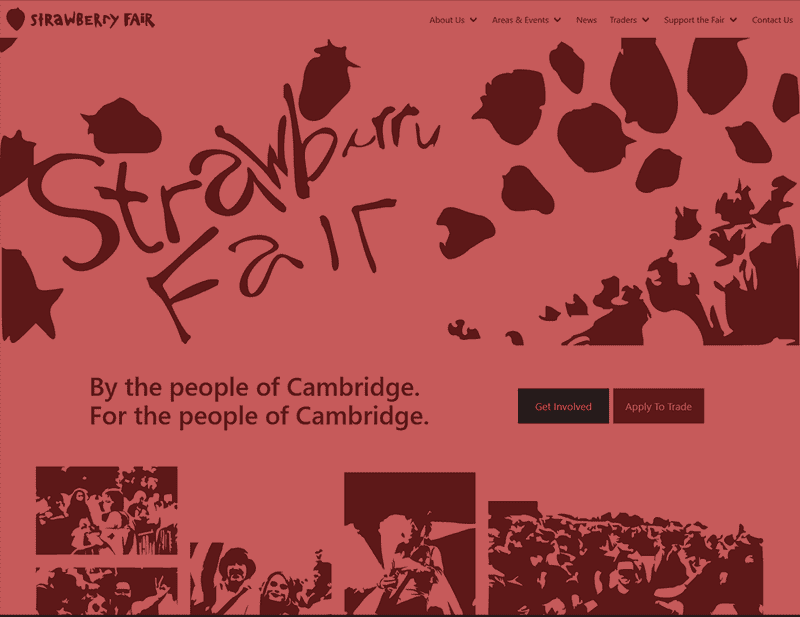 Strawberry Fair
About Us
Areas & Events
News
Traders
Support the Fair
Contact Us
Strawberry
Fair
By the people of Cambridge.
For the people of Cambridge.
Get Involved
Apply To Trade